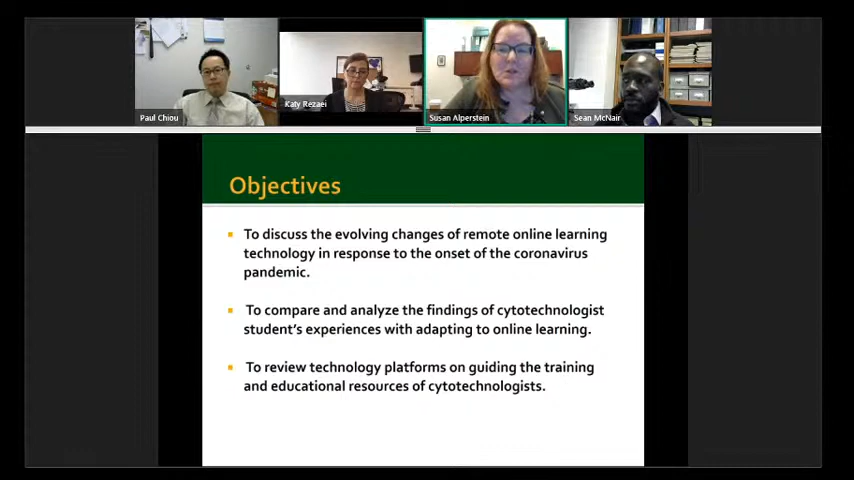 Paul Chiou
Katy Rezaei
Susan Alperstein
Sean McNair
Objectives
To discuss the evolving changes of remote online learning
technology in response to the onset of the coronavirus
pandemic.
To compare and analyze the findings of cytotechnologist
student's experiences with adapting to online learning.
To review technology platforms on guiding the training
and educational resources of cytotechnologists.